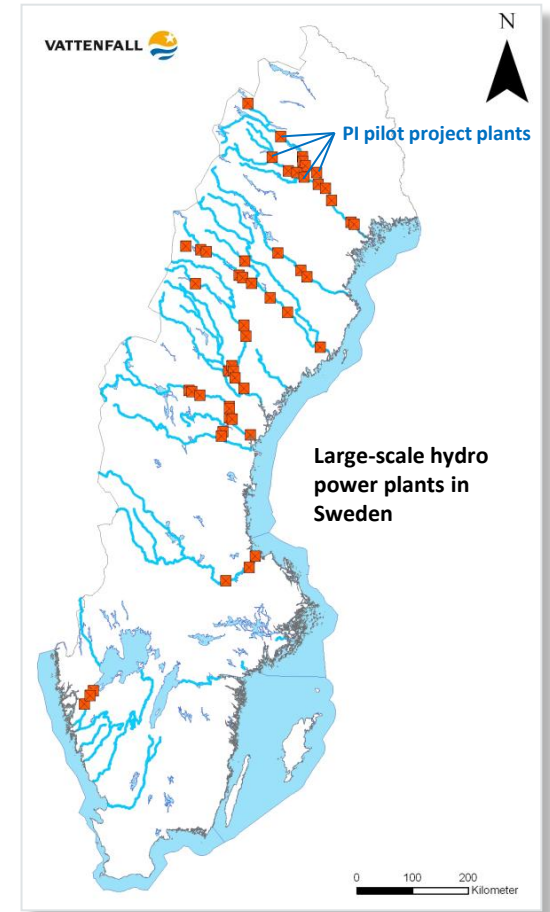 VATTENFALL
N
PI pilot project plants
Large-scale hydro
power plants in
Sweden
0 100 200
Kilometer